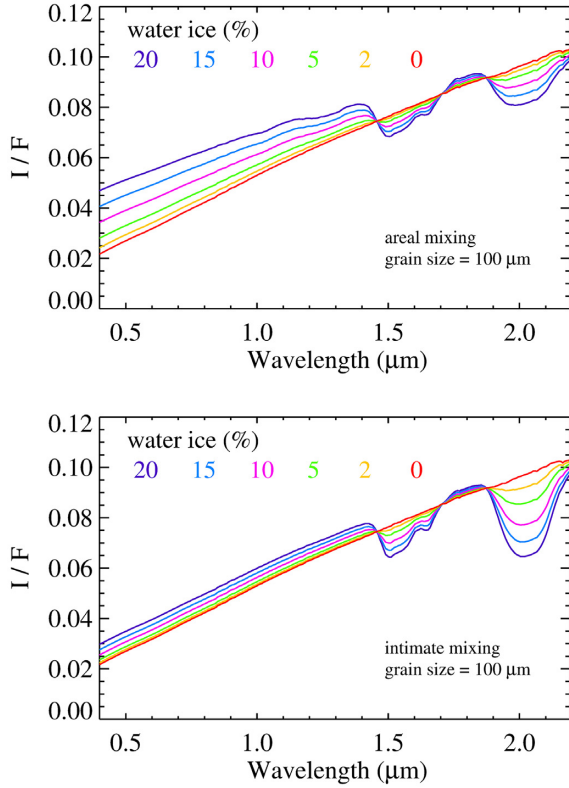 0.12
water ice (%)
0.10
20 15 10 5 2 0
0.08
I / F
0.06
0.04
areal mixing
0.02
grain size = 100 μm
0.00
0.5 1.0 1.5 2.0
Wavelength (μm)
0.12
water ice (%)
0.10
20 15 10 5 2 0
0.08
I / F
0.06
0.04
intimate mixing
0.02
grain size = 100 μm
0.00
0.5 1.0 1.5 2.0
Wavelength (μm)